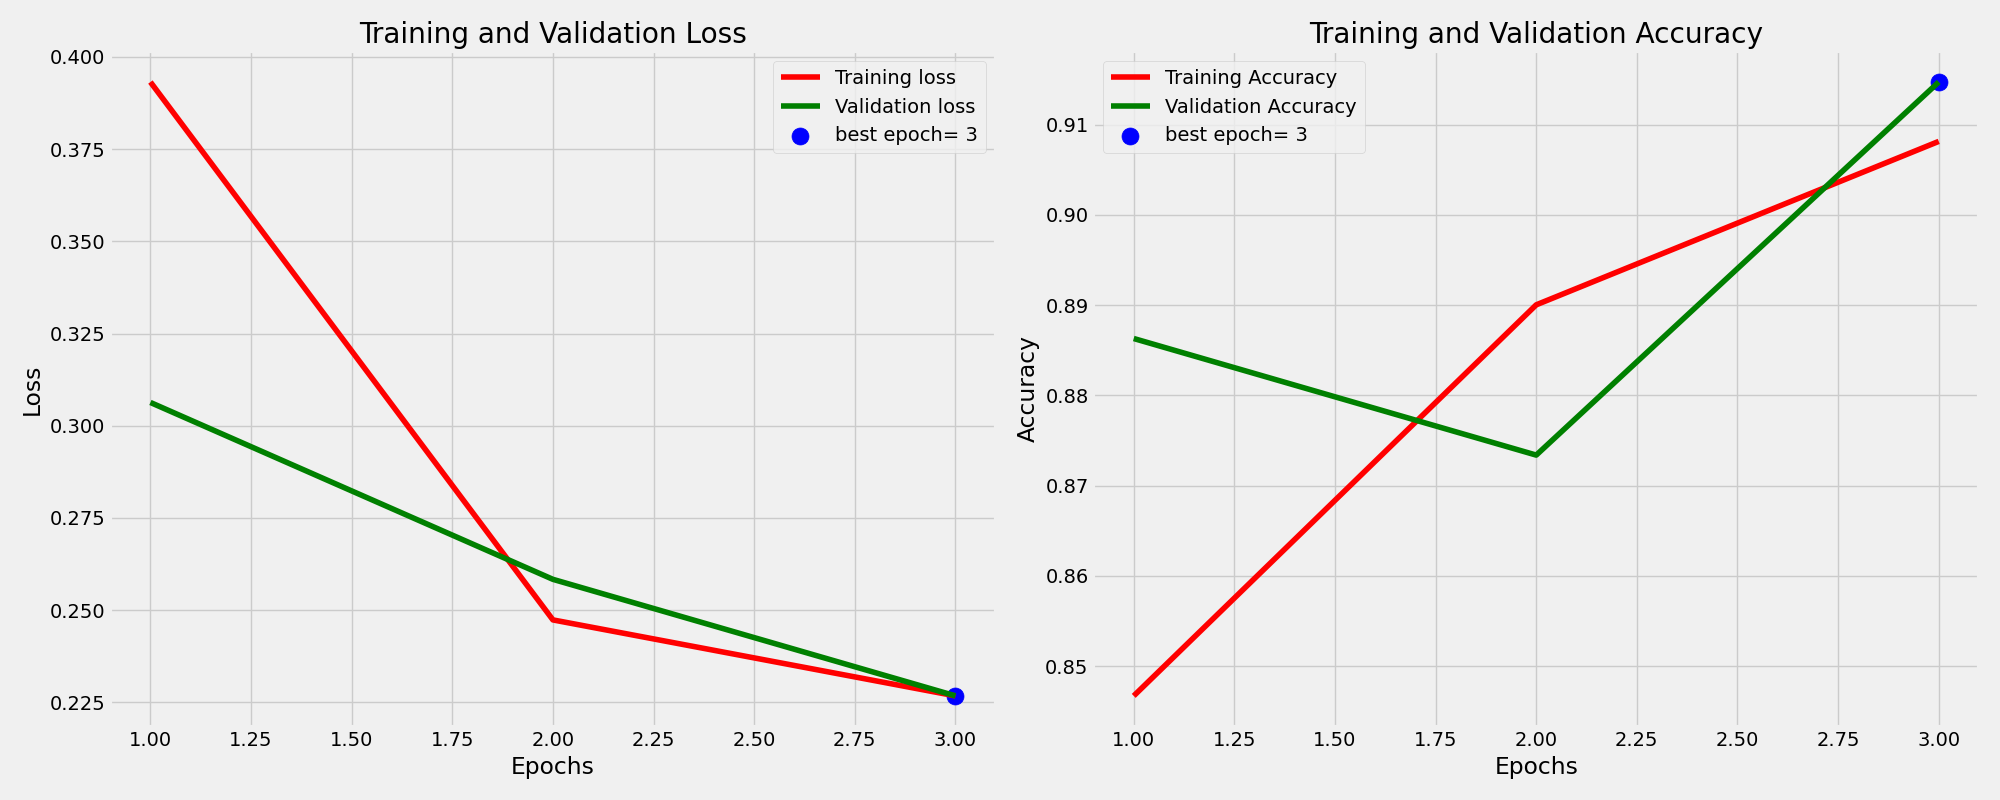 Training and Validation Loss
0.400
0.375
0.350
0.325
0.300
0.275
0.250
0.225
Loss
Training loss
Validation loss
best epoch= 3
1.00 1.25 1.50 1.75 2.00 2.25 2.50 2.75 3.00
Epochs
Training and Validation Accuracy
0.91
0.90
0.89
0.88
0.87
0.86
0.85
Accuracy
Training Accuracy
Validation Accuracy
best epoch= 3
1.00 1.25 1.50 1.75 2.00 2.25 2.50 2.75 3.00
Epochs